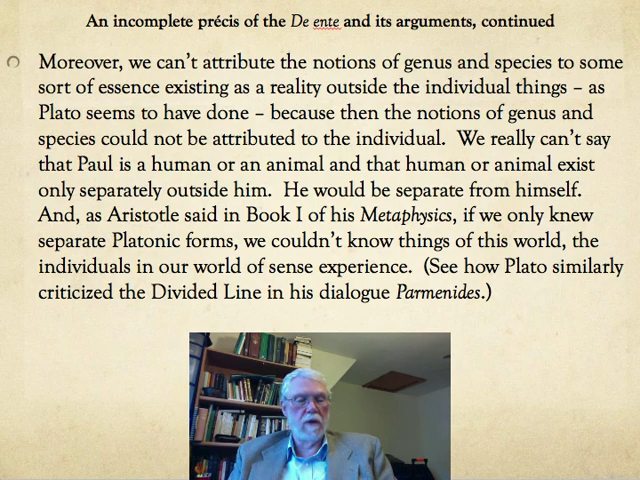 An incomplete précis of the De ente and its arguments, continued
Moreover, we can’t attribute the notions of genus and species to some
sort of essence existing as a reality outside the individual things – as
Plato seems to have done – because then the notions of genus and
species could not be attributed to the individual.  We really can’t say
that Paul is a human or an animal and that human or animal exist
only separately outside him.  He would be separate from himself.
And, as Aristotle said in Book I of his Metaphysics, if we only knew
separate Platonic forms, we couldn’t know things of this world, the
individuals in our world of sense experience.  (See how Plato similarly
criticized the Divided Line in his dialogue Parmenides.)